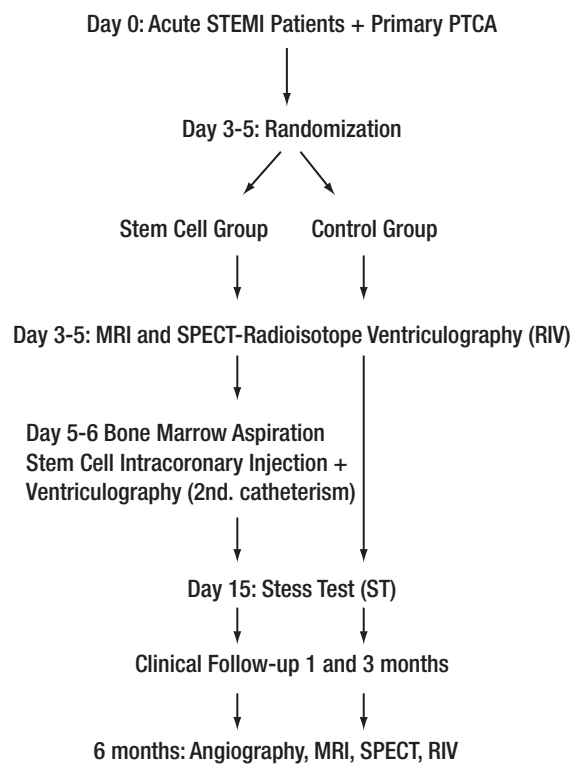 Day 0: Acute STEMI Patients + Primary PTCA
Day 3-5: Randomization
Stem Cell Group
Control Group
Day 3-5: MRI and SPECT-Radioisotope Ventriculography (RIV)
Day 5-6 Bone Marrow Aspiration
Stem Cell Intracoronary Injection +
Ventriculography (2nd. catheterism)
Day 15: Stess Test (ST)
Clinical Follow-up 1 and 3 months
6 months: Angiography, MRI, SPECT, RIV